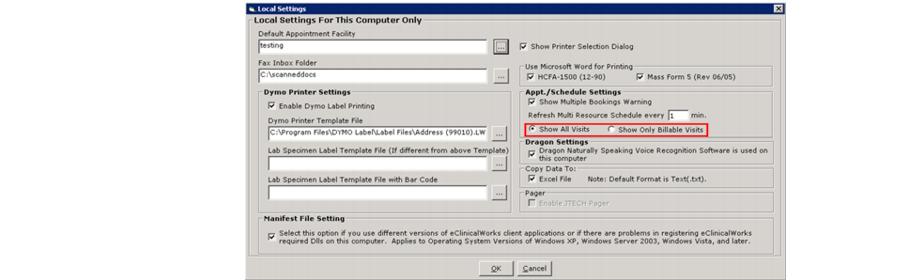 Local Settings
Local Settings For This Computer Only
Default Appointment Facility
testing
...
Show Printer Selection Dialog
Fax Inbox Folder
C:\scanneddocs
...
Use Microsoft Word for Printing
HCFA-1500 (12-90)
Mass Form 5 (Rev 06/05)
Dymo Printer Settings
Enable Dymo Label Printing
Dymo Printer Template File
C:\Program Files\DYMO Label\Label Files\Address (99010).LW
...
Lab Specimen Label Template File (If different from above Template)
...
Lab Specimen Label Template File with Bar Code
...
Appt./Schedule Settings
Show Multiple Bookings Warning
Refresh Multi Resource Schedule every 1 min.
Show All Visits
Show Only Billable Visits
Dragon Settings
Dragon Naturally Speaking Voice Recognition Software is used on
this computer
Copy Data To:
Excel File Note: Default Format is Text(.txt).
Pager
Enable JTECH Pager
Manifest File Setting
Select this option if you use different versions of eClinicalWorks client applications or if there are problems in registering eClinicalWorks
required Dlls on this computer. Applies to Operating System Versions of Windows XP, Windows Server 2003, Windows Vista, and later.
OK
Cancel